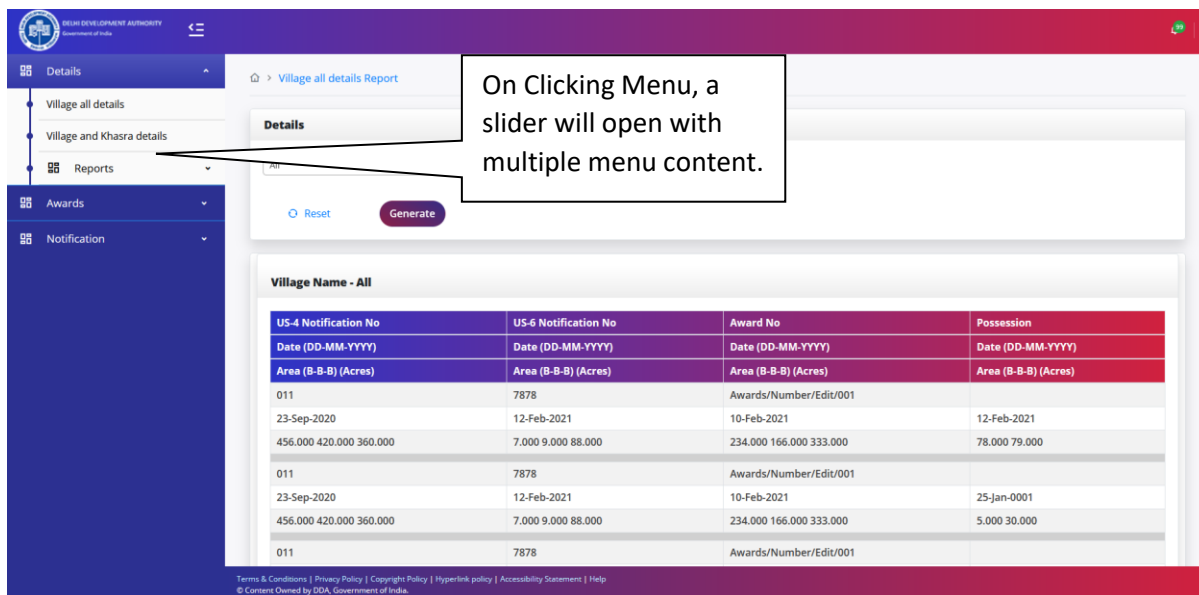 DELHI DEVELOPMENT AUTHORITY
Government of India
99
Details
Village all details
Village and Khasra details
Reports
Awards
Notification
> Village all details Report
On Clicking Menu, a
slider will open with
multiple menu content.
Details
All
Reset Generate
Village Name - All
US-4 Notification No US-6 Notification No Award No Possession
Date (DD-MM-YYYY) Date (DD-MM-YYYY) Date (DD-MM-YYYY) Date (DD-MM-YYYY)
Area (B-B-B) (Acres) Area (B-B-B) (Acres) Area (B-B-B) (Acres) Area (B-B-B) (Acres)
011 7878 Awards/Number/Edit/001
23-Sep-2020 12-Feb-2021 10-Feb-2021 12-Feb-2021
456.000 420.000 360.000 7.000 9.000 88.000 234.000 166.000 333.000 78.000 79.000
011 7878 Awards/Number/Edit/001
23-Sep-2020 12-Feb-2021 10-Feb-2021 25-Jan-0001
456.000 420.000 360.000 7.000 9.000 88.000 234.000 166.000 333.000 5.000 30.000
011 7878 Awards/Number/Edit/001
Terms & Conditions | Privacy Policy | Copyright Policy | Hyperlink policy | Accessibility Statement | Help
© Content Owned by DDA, Government of India.